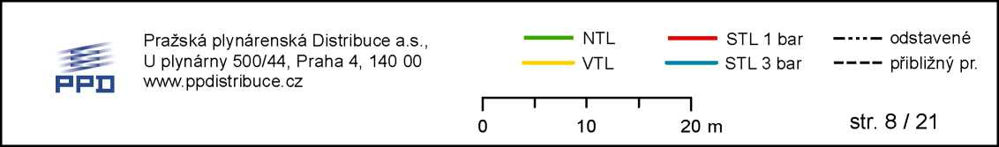 PPD
Pražská plynárenská Distribuce a.s.,
U plynárny 500/44, Praha 4, 140 00
www.ppdistribuce.cz
NTL
VTL
STL 1 bar
STL 3 bar
odstavené
přibližný pr.
0 10 20 m
str. 8 / 21